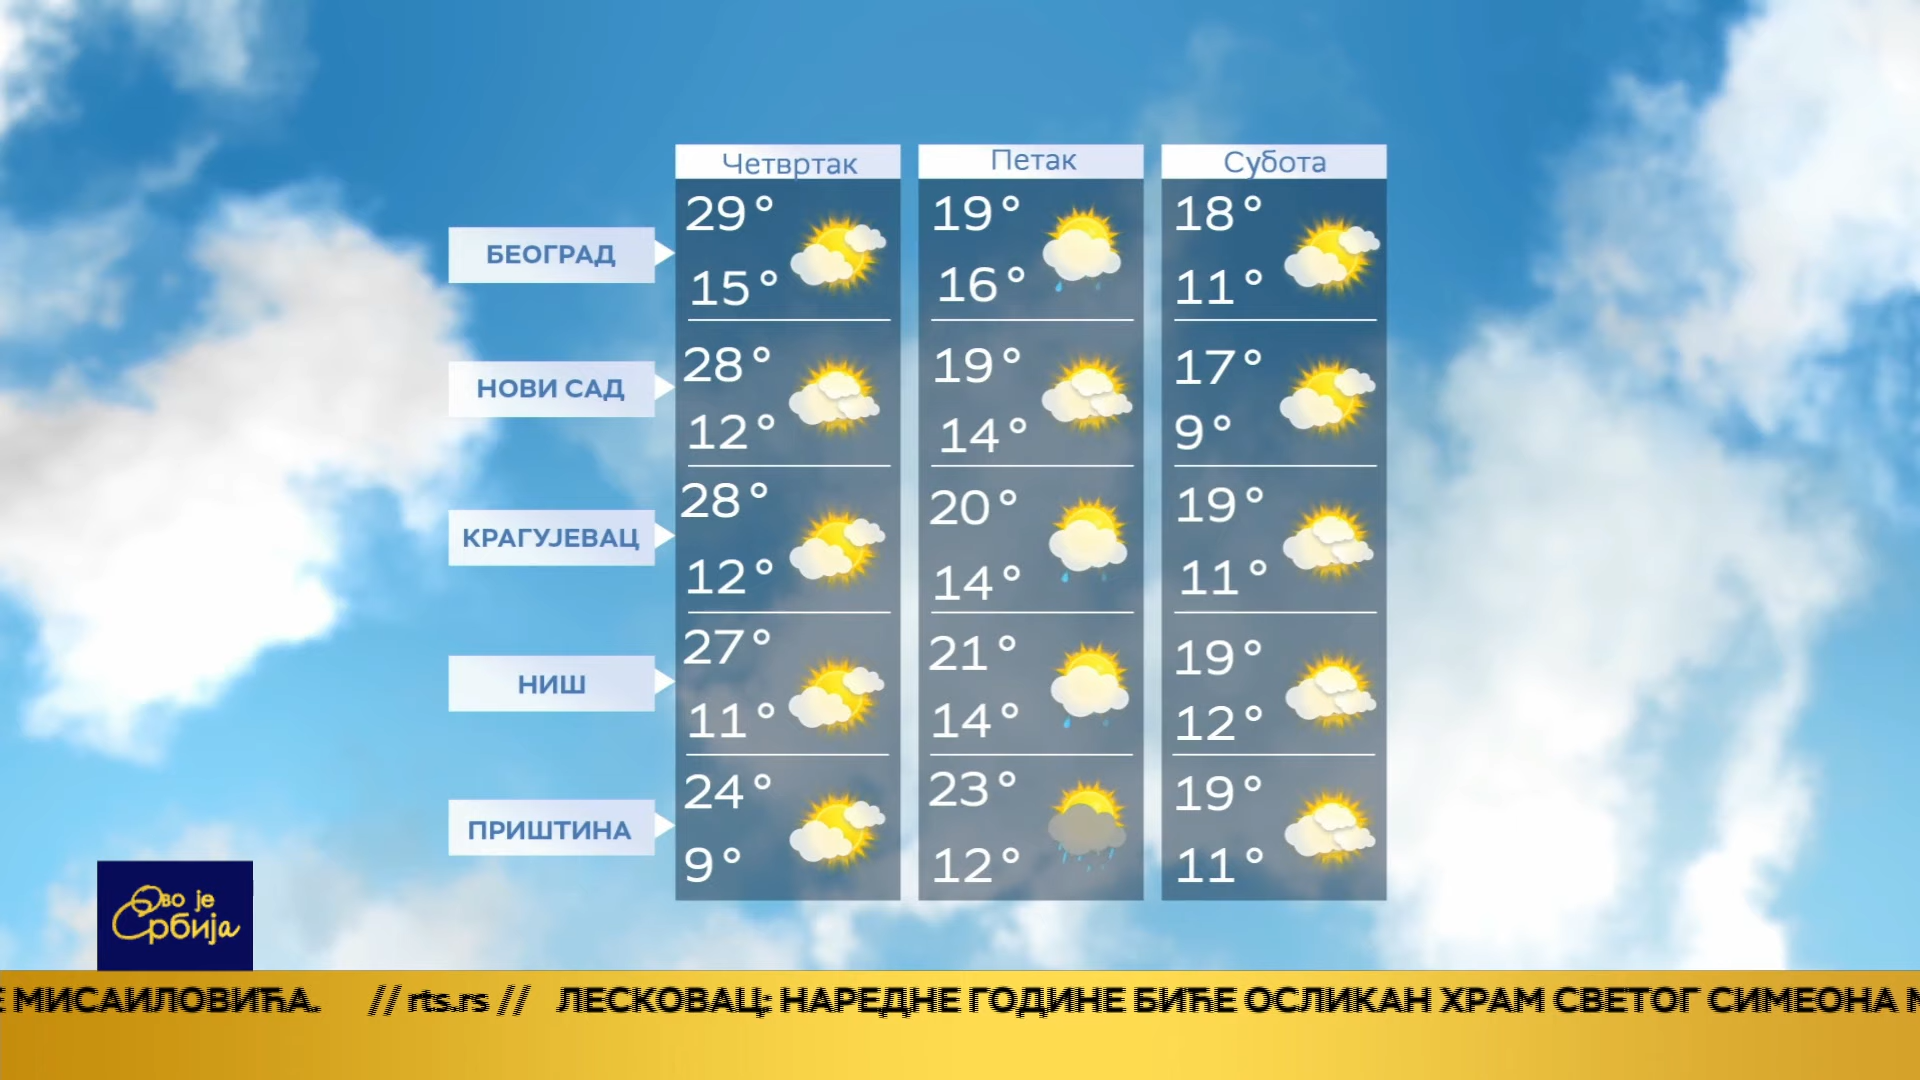 Четвртак Петак Субота
БЕОГРАД 29° 19° 18°
15° 16° 11°
НОВИ САД 28° 19° 17°
12° 14° 9°
КРАГУЈЕВАЦ 28° 20° 19°
12° 14° 11°
НИШ 27° 21° 19°
11° 14° 12°
ПРИШТИНА 24° 23° 19°
9° 12° 11°
Ово је
Србија
МИСАИЛОВИЋА. // rts.rs // ЛЕСКОВАЦ: НАРЕДНЕ ГОДИНЕ БИЋЕ ОСЛИКАН ХРАМ СВЕТОГ СИМЕОНА